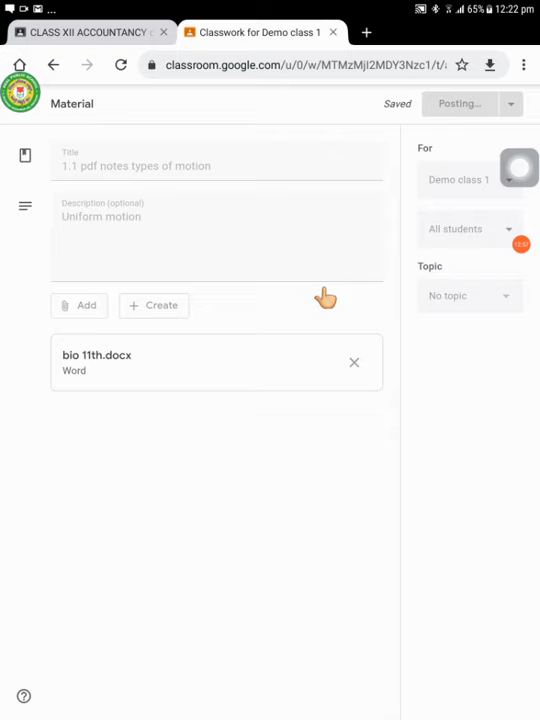 ... 65% 12:22 pm
CLASS XII ACCOUNTANCY
Classwork for Demo class 1
classroom.google.com/u/0/w/MTMzMjI2MDY3Nzc1/t/
Material
Saved
Posting...
Title
1.1 pdf notes types of motion
Description (optional)
Uniform motion
Add
Create
bio 11th.docx
Word
For
Demo class 1
All students
Topic
No topic